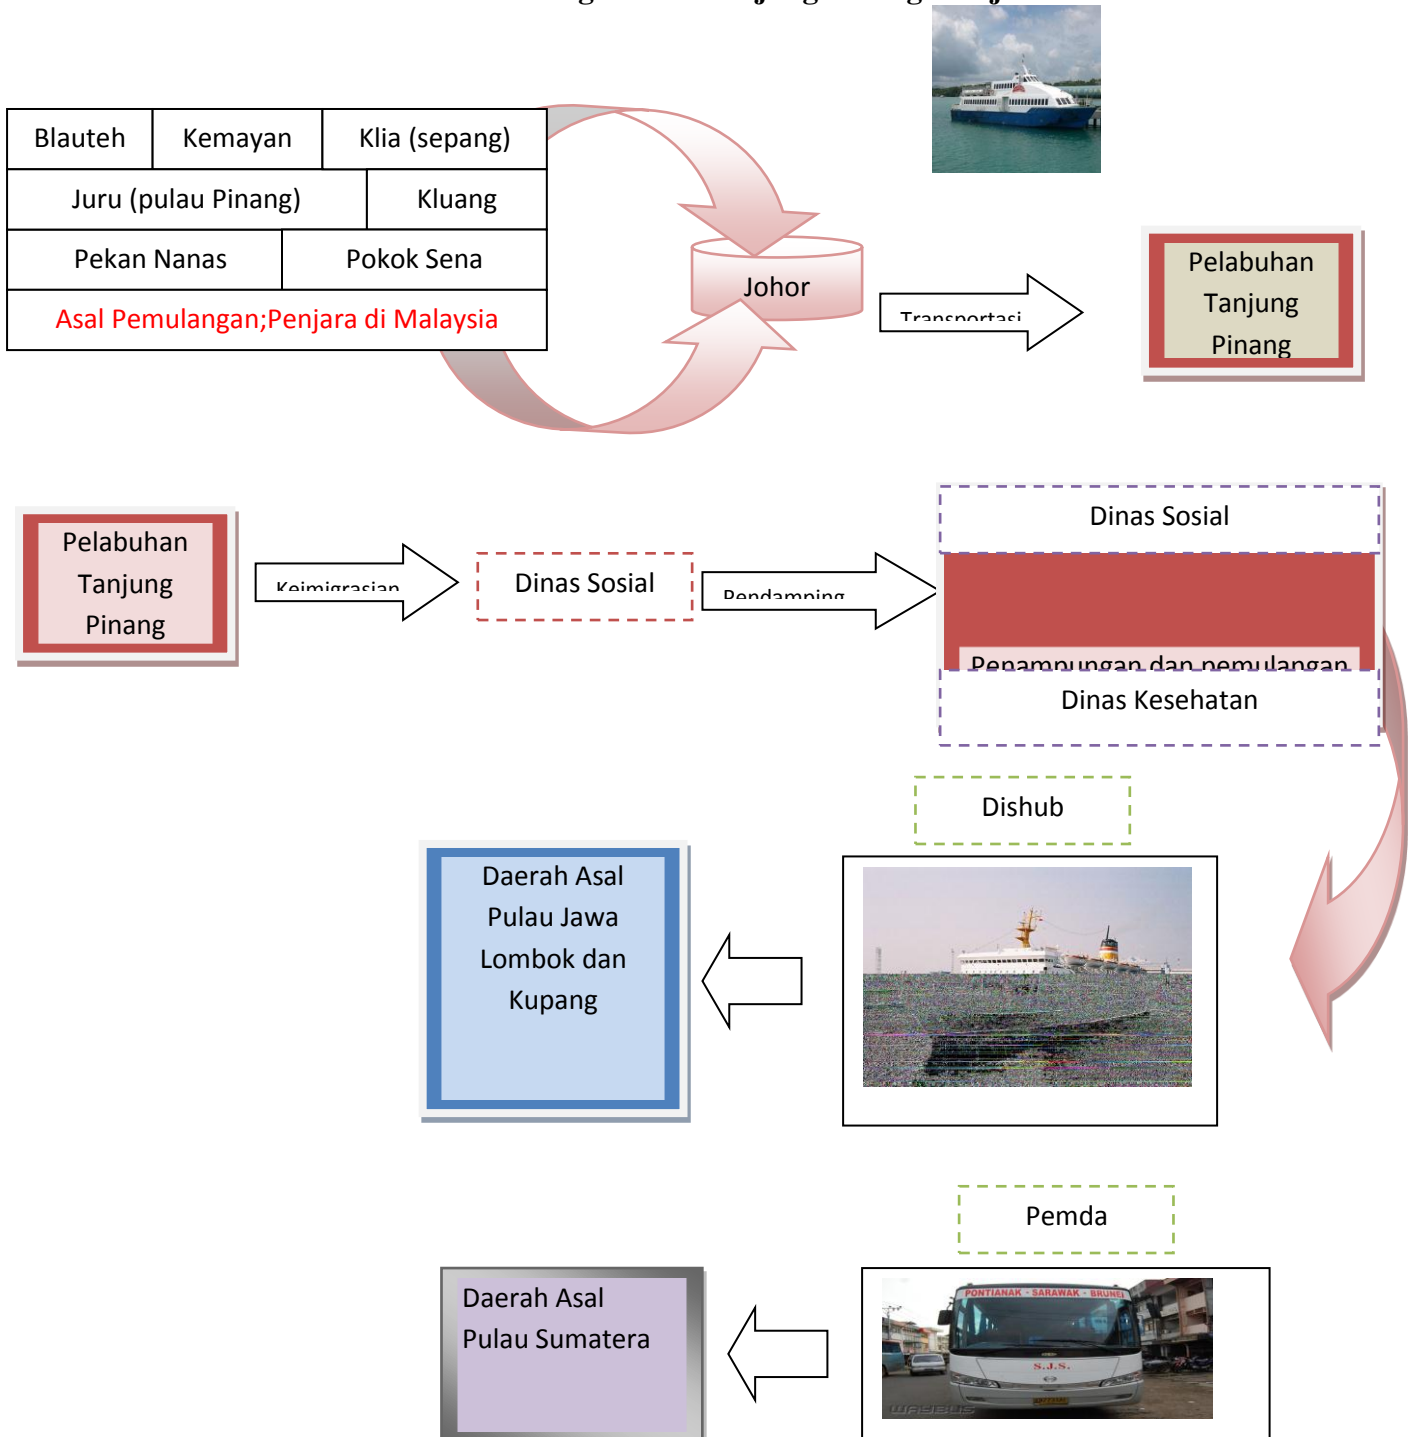 Blauteh
Kemayan
Klia (sepang)
Juru (pulau Pinang)
Kluang
Pekan Nanas
Pokok Sena
Asal Pemulangan;Penjara di Malaysia
Johor
Transportasi
Pelabuhan
Tanjung
Pinang
Pelabuhan
Tanjung
Pinang
Keimigrasian
Dinas Sosial
Pendamping
Dinas Sosial
Penampungan dan pemulangan
Dinas Kesehatan
Dishub
Daerah Asal
Pulau Jawa
Lombok dan
Kupang
Pemda
Daerah Asal
Pulau Sumatera
PONTIANAK - SARAWAK - BRUNEI
S.J.S.
WAYBUS